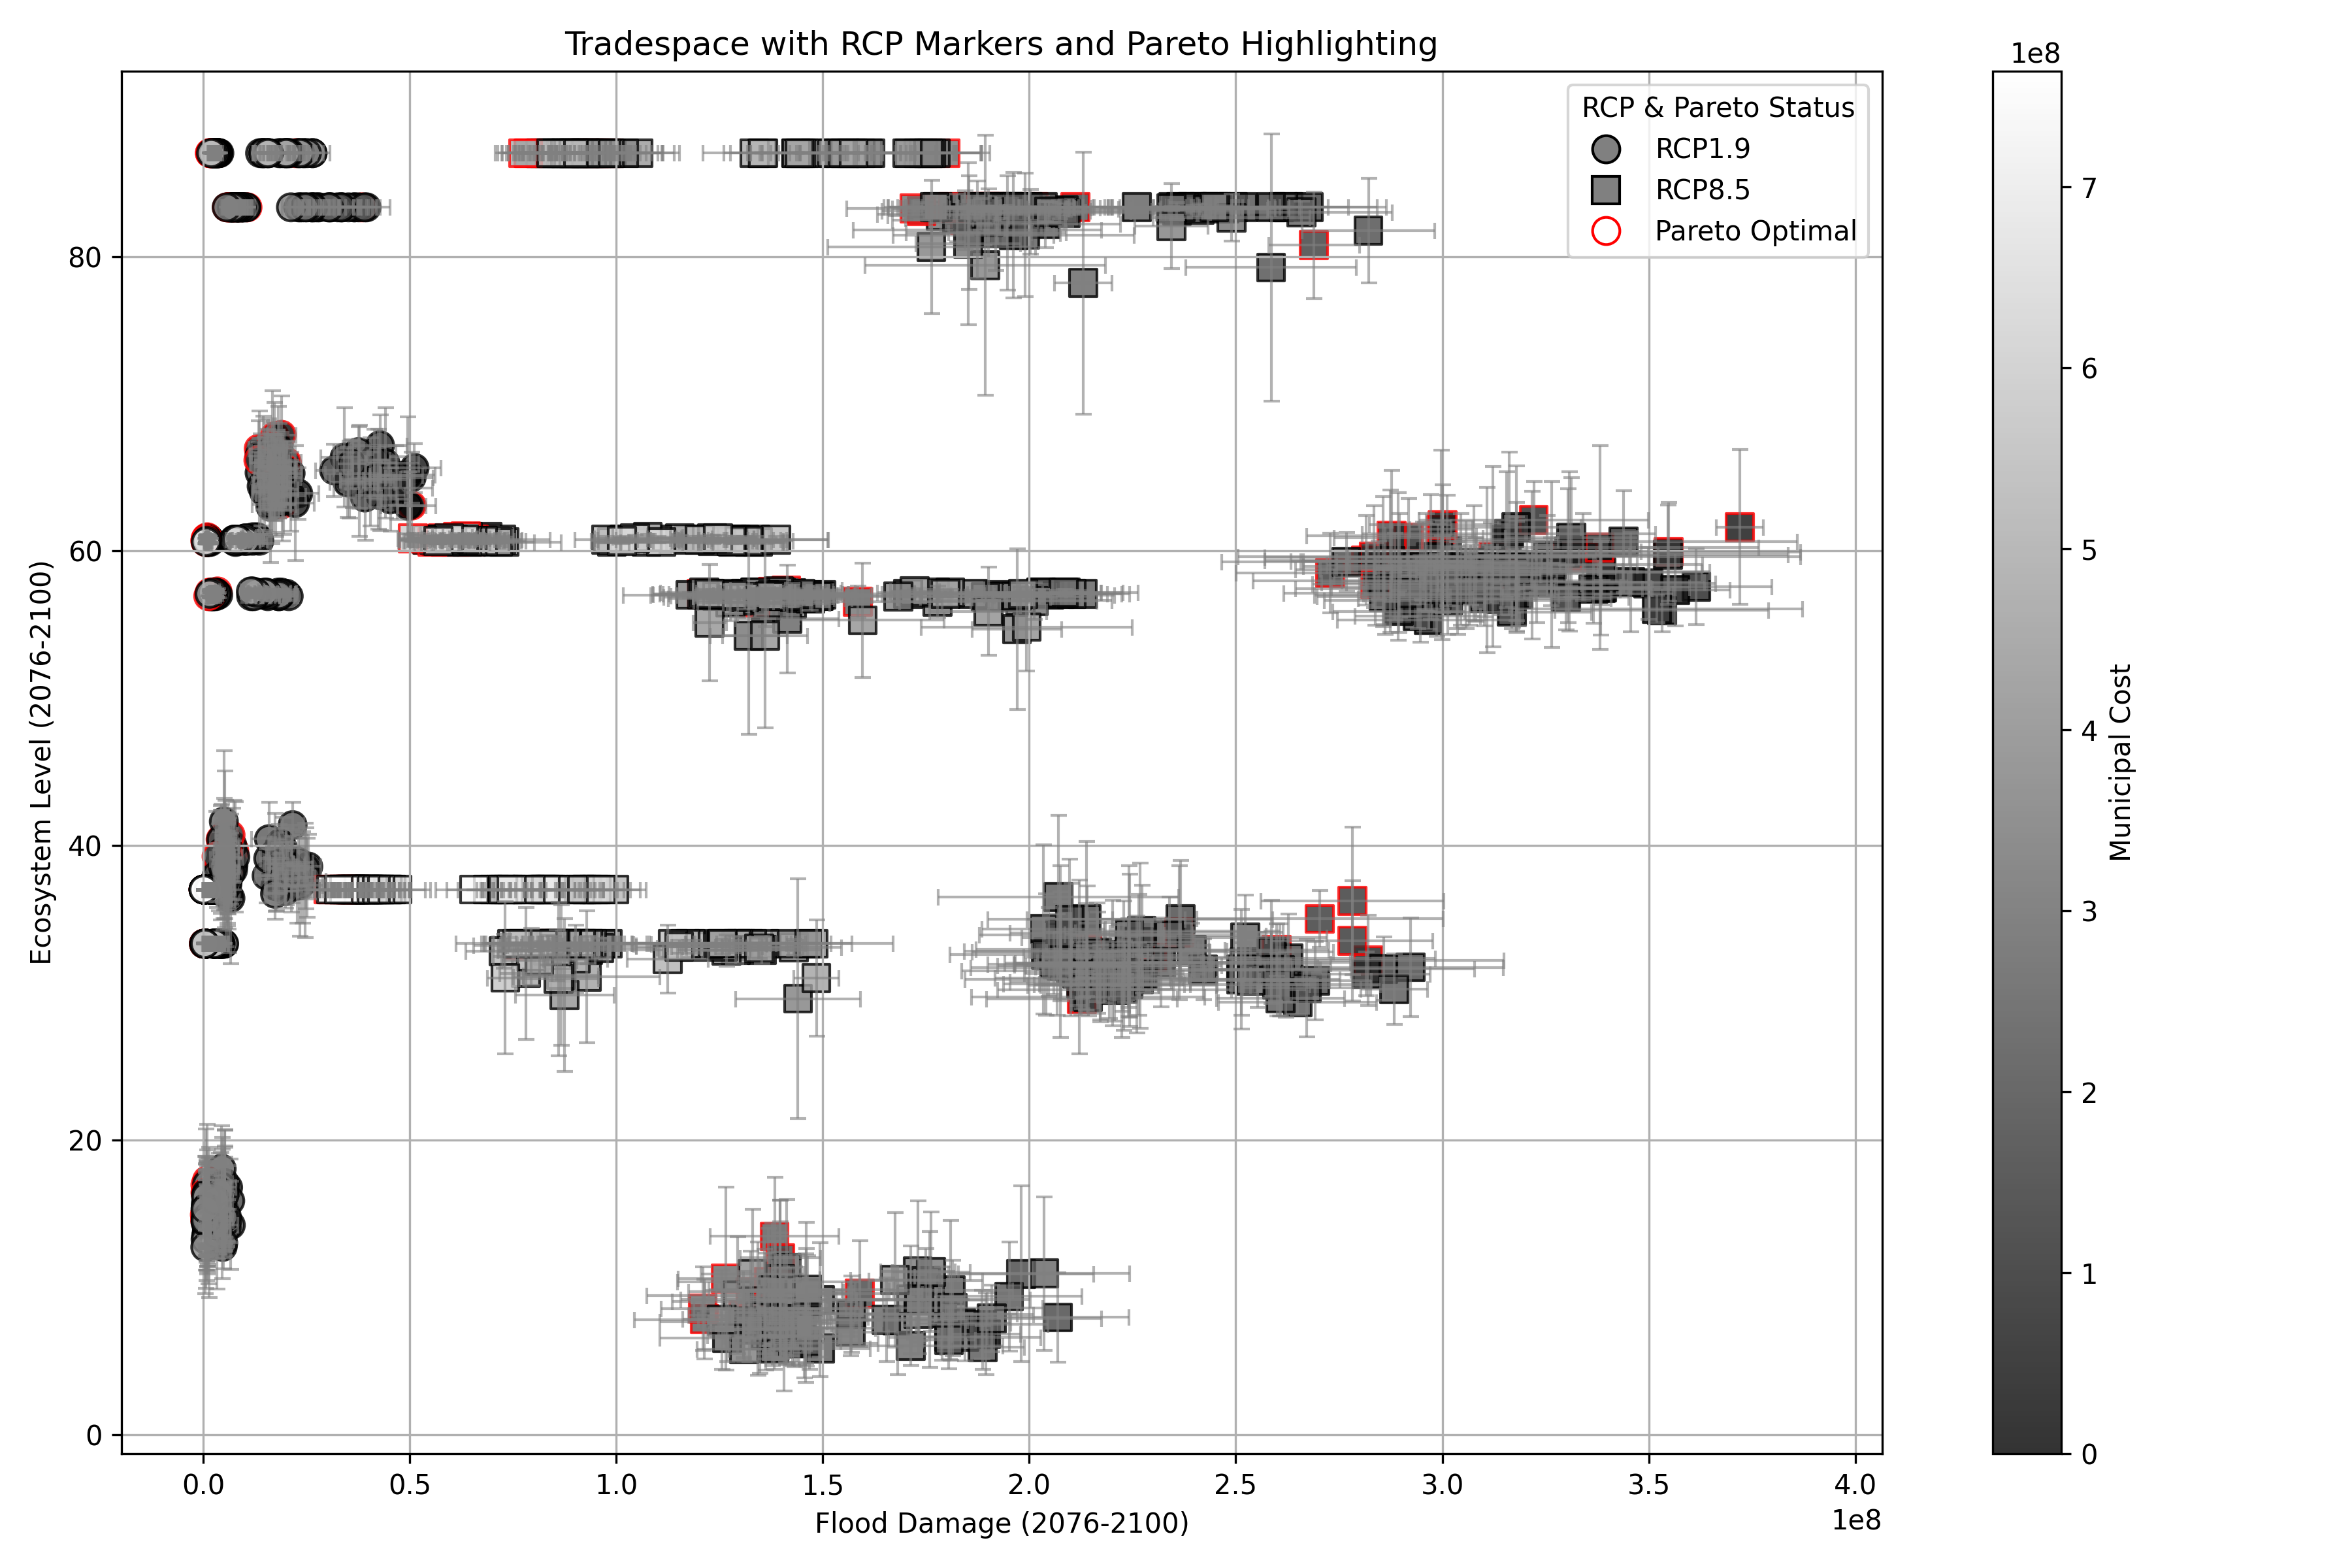 Tradespace with RCP Markers and Pareto Highlighting
1e8
RCP & Pareto Status
RCP1.9
RCP8.5
Pareto Optimal
80
60
40
20
0
Ecosystem Level (2076-2100)
0.0 0.5 1.0 1.5 2.0 2.5 3.0 3.5 4.0
Flood Damage (2076-2100)
1e8
7
6
5
4
3
2
1
0
Municipal Cost